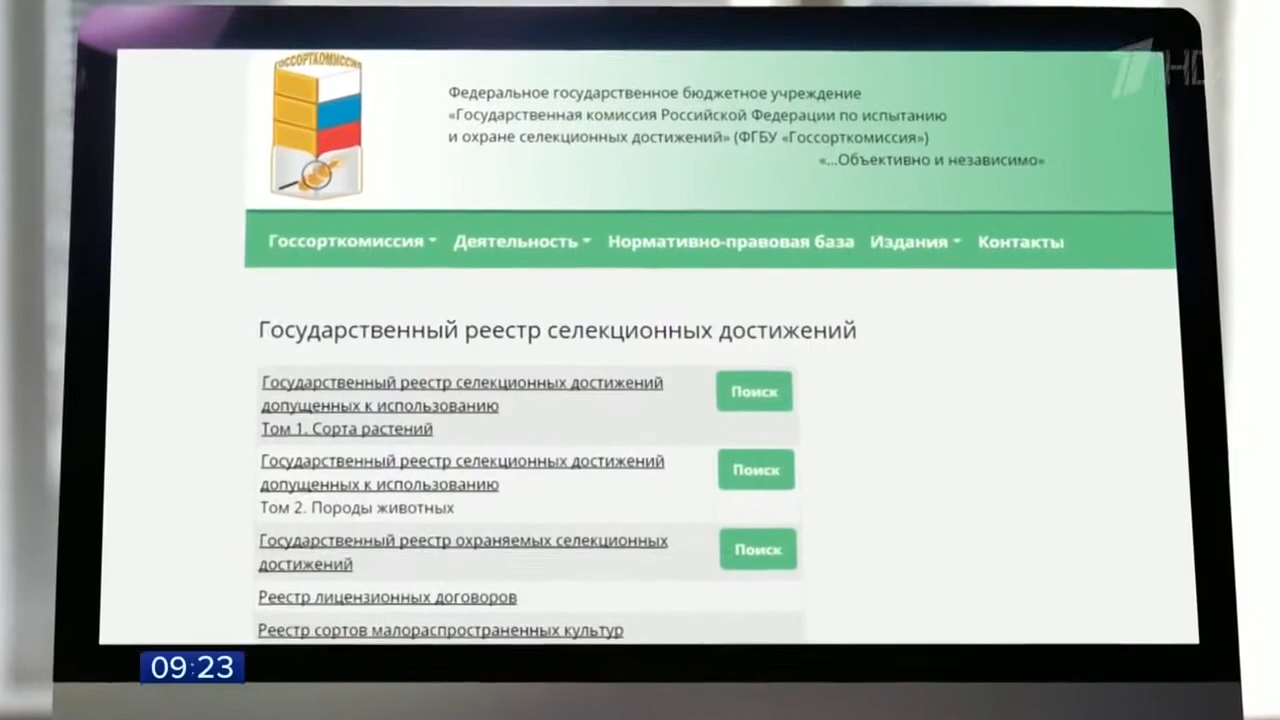 ГОССОРТКОМИССИЯ
Федеральное государственное бюджетное учреждение
«Государственная комиссия Российской Федерации по испытанию
и охране селекционных достижений» (ФГБУ «Госсорткомиссия»)
«...Объективно и независимо»
Госсорткомиссия Деятельность Нормативно-правовая база Издания Контакты
Государственный реестр селекционных достижений
Государственный реестр селекционных достижений
допущенных к использованию
Том 1. Сорта растений
Поиск
Государственный реестр селекционных достижений
допущенных к использованию
Том 2. Породы животных
Поиск
Государственный реестр охраняемых селекционных
достижений
Поиск
Реестр лицензионных договоров
Реестр сортов малораспространенных культур
09:23